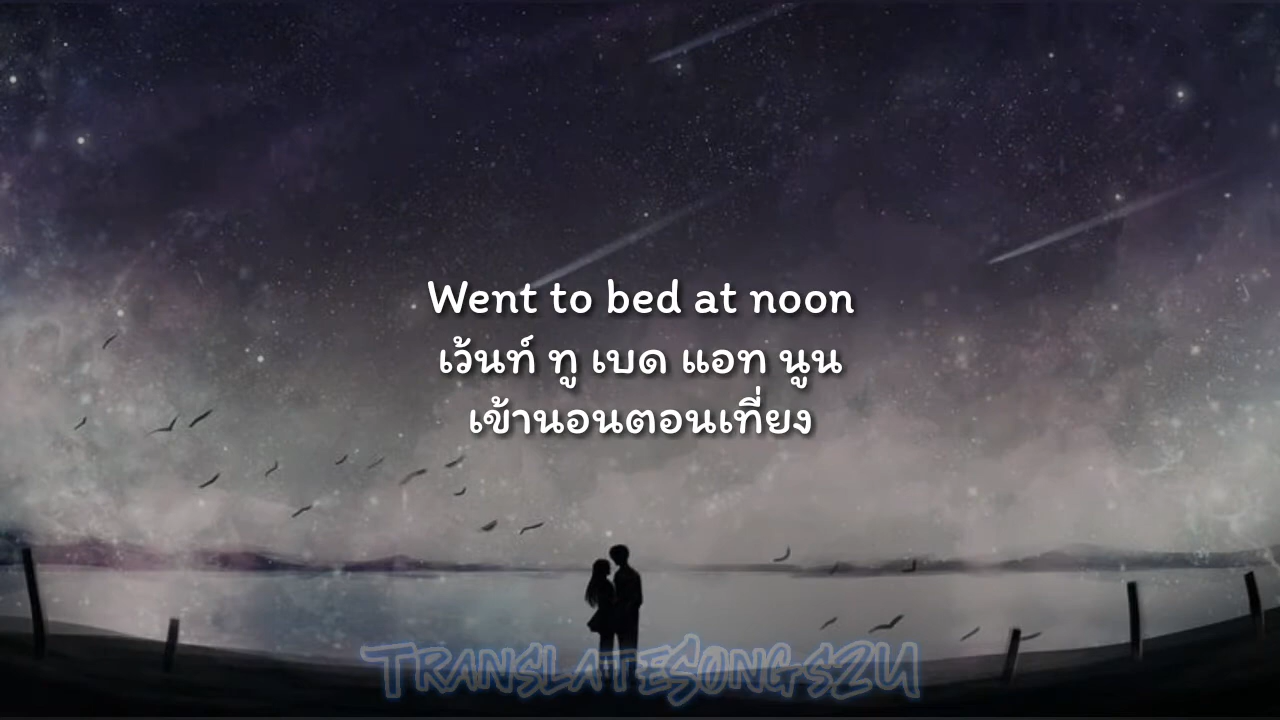 Went to bed at noon
เว้นท์ ทู เบด แอท นูน
เข้านอนตอนเที่ยง
TRANSLATESONGS2U